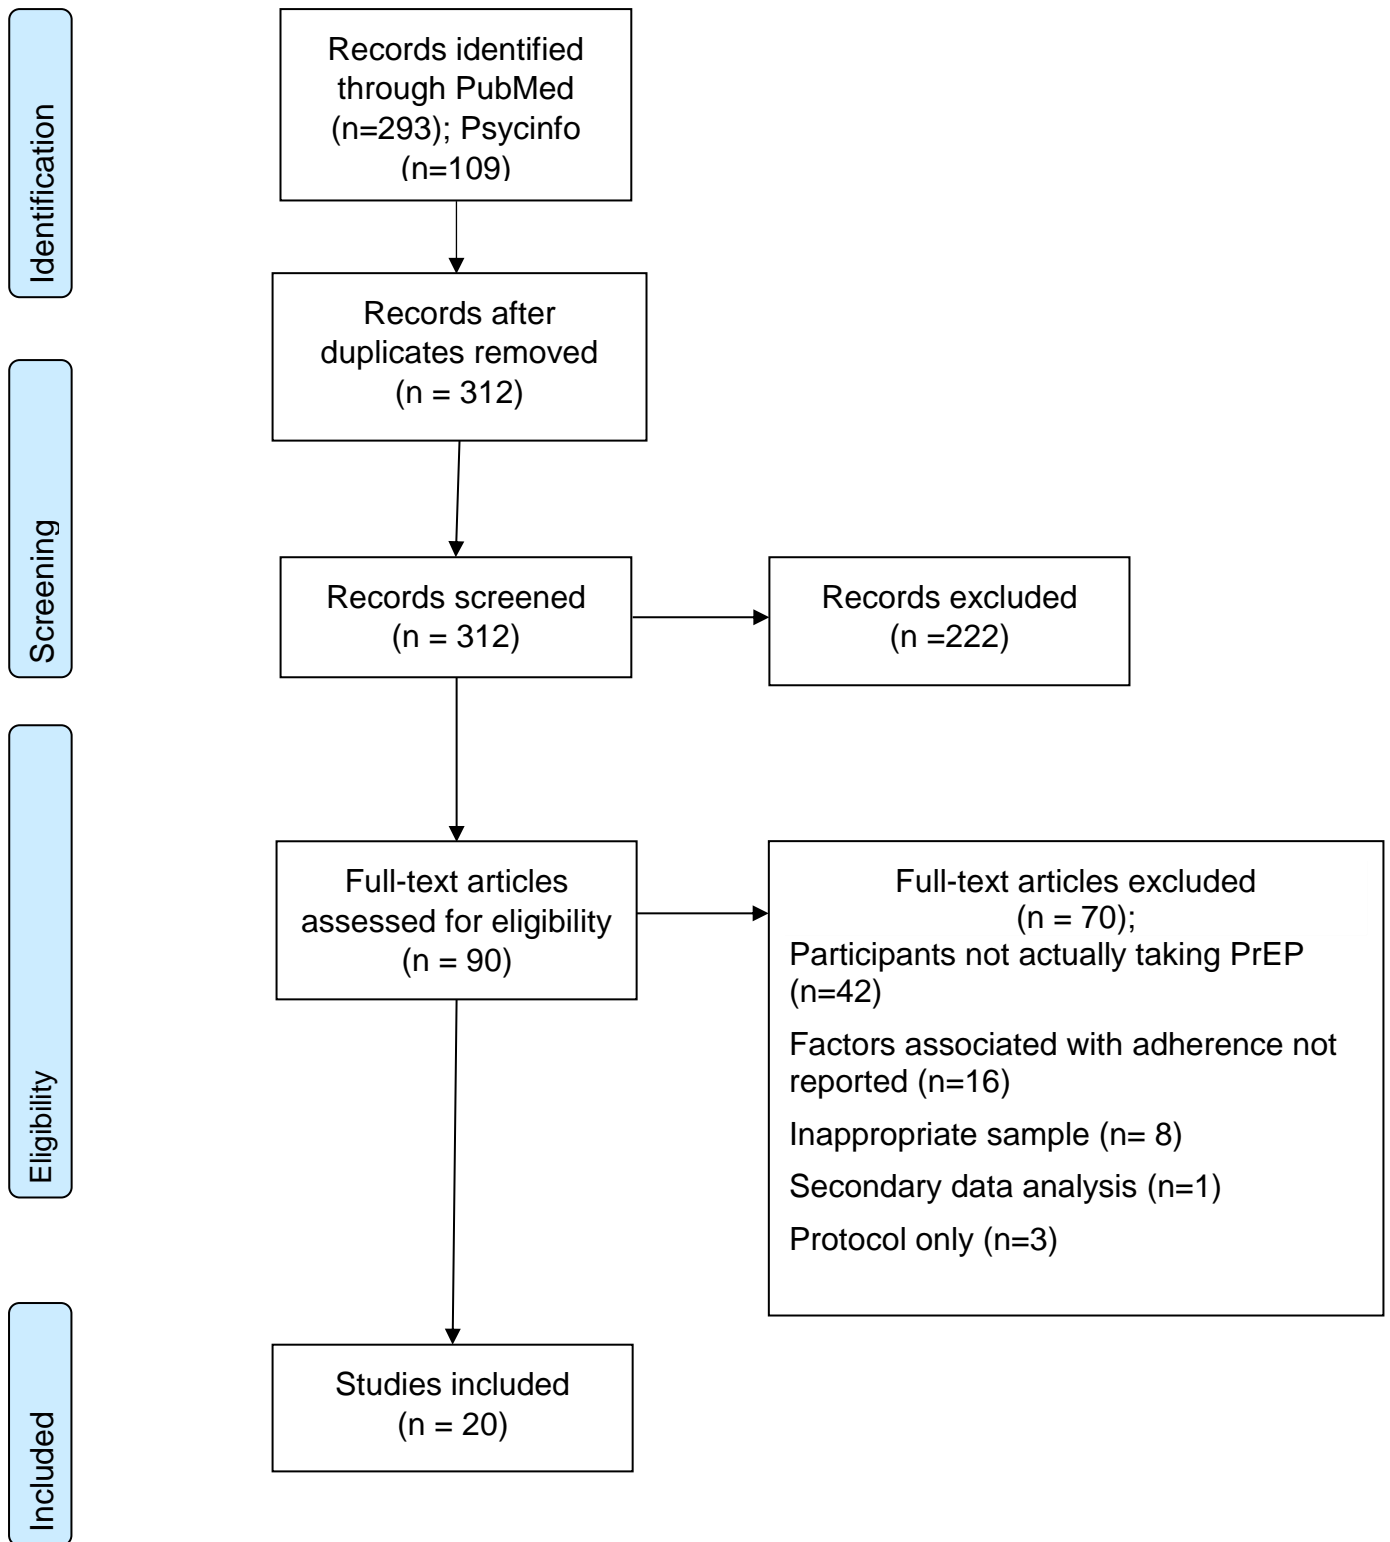 Identification
Records identified
through PubMed
(n=293); Psycinfo
(n=109)
Records after
duplicates removed
(n = 312)
Screening
Records screened
(n = 312)
Records excluded
(n =222)
Eligibility
Full-text articles
assessed for eligibility
(n = 90)
Full-text articles excluded
(n = 70);
Participants not actually taking PrEP
(n=42)
Factors associated with adherence not
reported (n=16)
Inappropriate sample (n= 8)
Secondary data analysis (n=1)
Protocol only (n=3)
Included
Studies included
(n = 20)